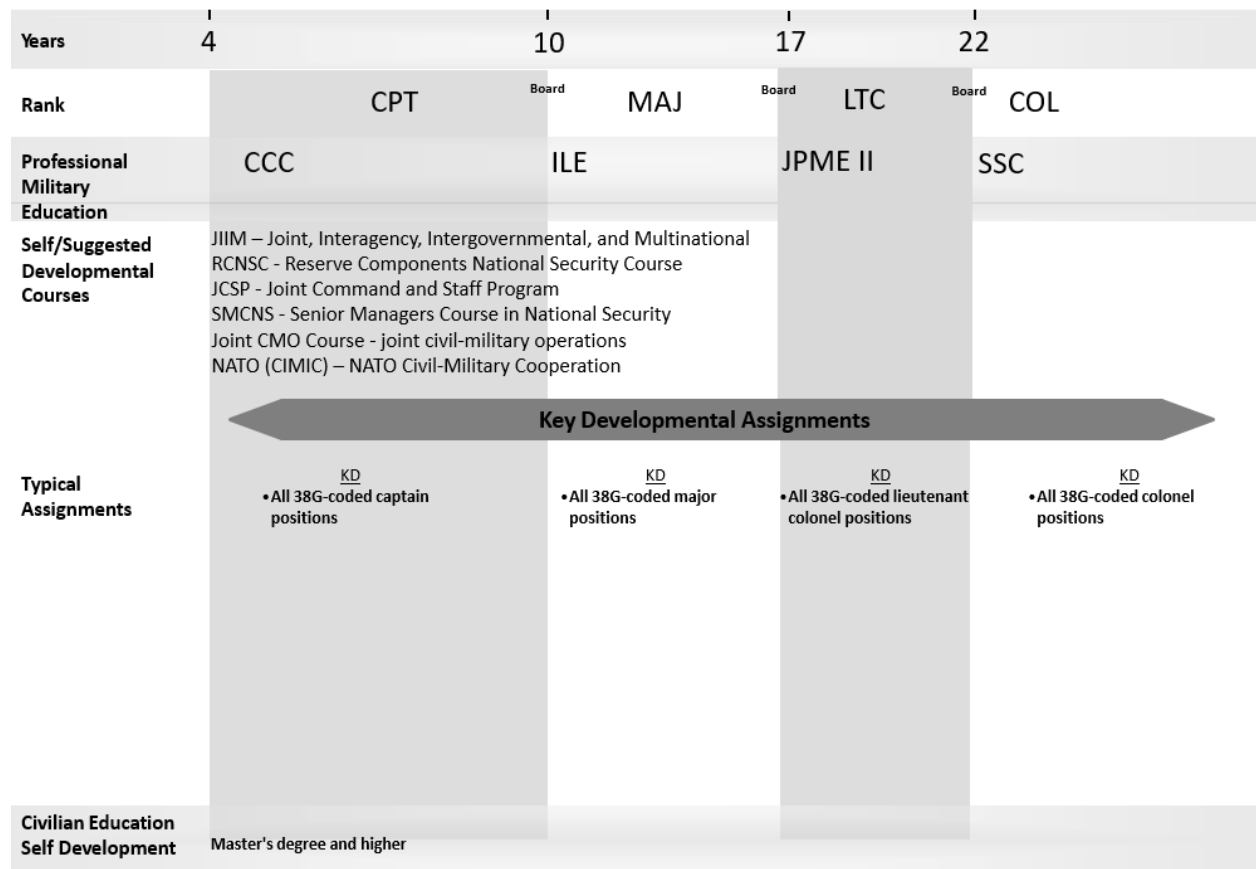 Years 4 10 17 22
Rank CPT Board MAJ Board LTC Board COL
Professional
Military
Education
CCC ILE JPME II SSC
Self/Suggested
Developmental
Courses
JIIM – Joint, Interagency, Intergovernmental, and Multinational
RCNSC - Reserve Components National Security Course
JCSP - Joint Command and Staff Program
SMCNS - Senior Managers Course in National Security
Joint CMO Course - joint civil-military operations
NATO (CIMIC) – NATO Civil-Military Cooperation
Key Developmental Assignments
Typical
Assignments
KD
•All 38G-coded captain
positions
KD
•All 38G-coded major
positions
KD
•All 38G-coded lieutenant
colonel positions
KD
•All 38G-coded colonel
positions
Civilian Education
Self Development
Master's degree and higher